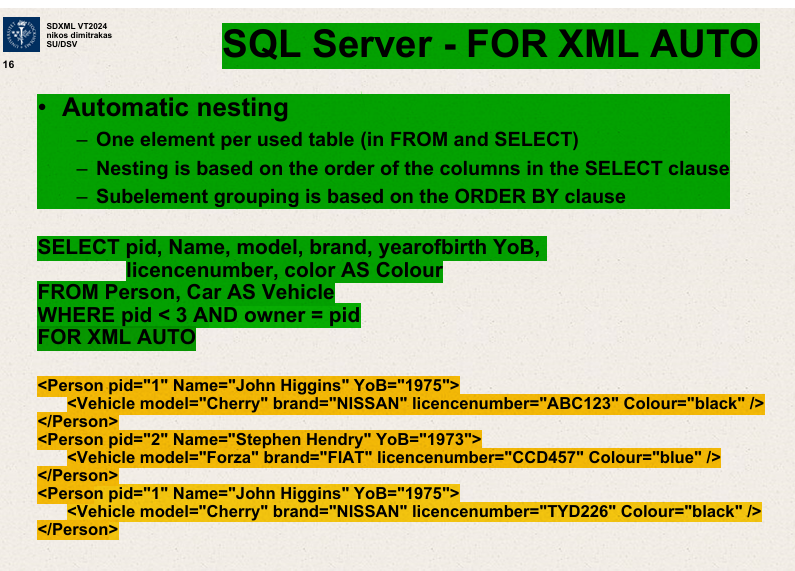 SDXML VT2024
nikos dimitrakas
SU/DSV
16
SQL Server - FOR XML AUTO
• Automatic nesting
– One element per used table (in FROM and SELECT)
– Nesting is based on the order of the columns in the SELECT clause
– Subelement grouping is based on the ORDER BY clause
SELECT pid, Name, model, brand, yearofbirth YoB,
licencenumber, color AS Colour
FROM Person, Car AS Vehicle
WHERE pid < 3 AND owner = pid
FOR XML AUTO
<Person pid="1" Name="John Higgins" YoB="1975">
<Vehicle model="Cherry" brand="NISSAN" licencenumber="ABC123" Colour="black" />
</Person>
<Person pid="2" Name="Stephen Hendry" YoB="1973">
<Vehicle model="Forza" brand="FIAT" licencenumber="CCD457" Colour="blue" />
</Person>
<Person pid="1" Name="John Higgins" YoB="1975">
<Vehicle model="Cherry" brand="NISSAN" licencenumber="TYD226" Colour="black" />
</Person>